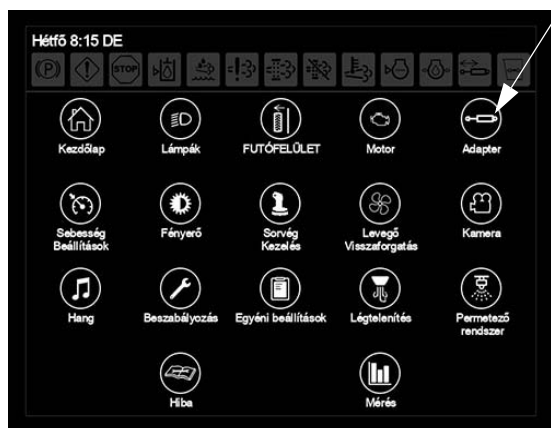 Hétfő 8:15 DE
P
STOP
Kezdőlap
Lámpák
FUTÓFELÜLET
Motor
Adapter
Sebesség
Beállítások
Fényerő
Sorvég
Kezelés
Levegő
Visszaforgatás
Kamera
Hang
Beszabályozás
Egyéni beállítások
Légtelenítés
Permetező
rendszer
Hiba
Mérés